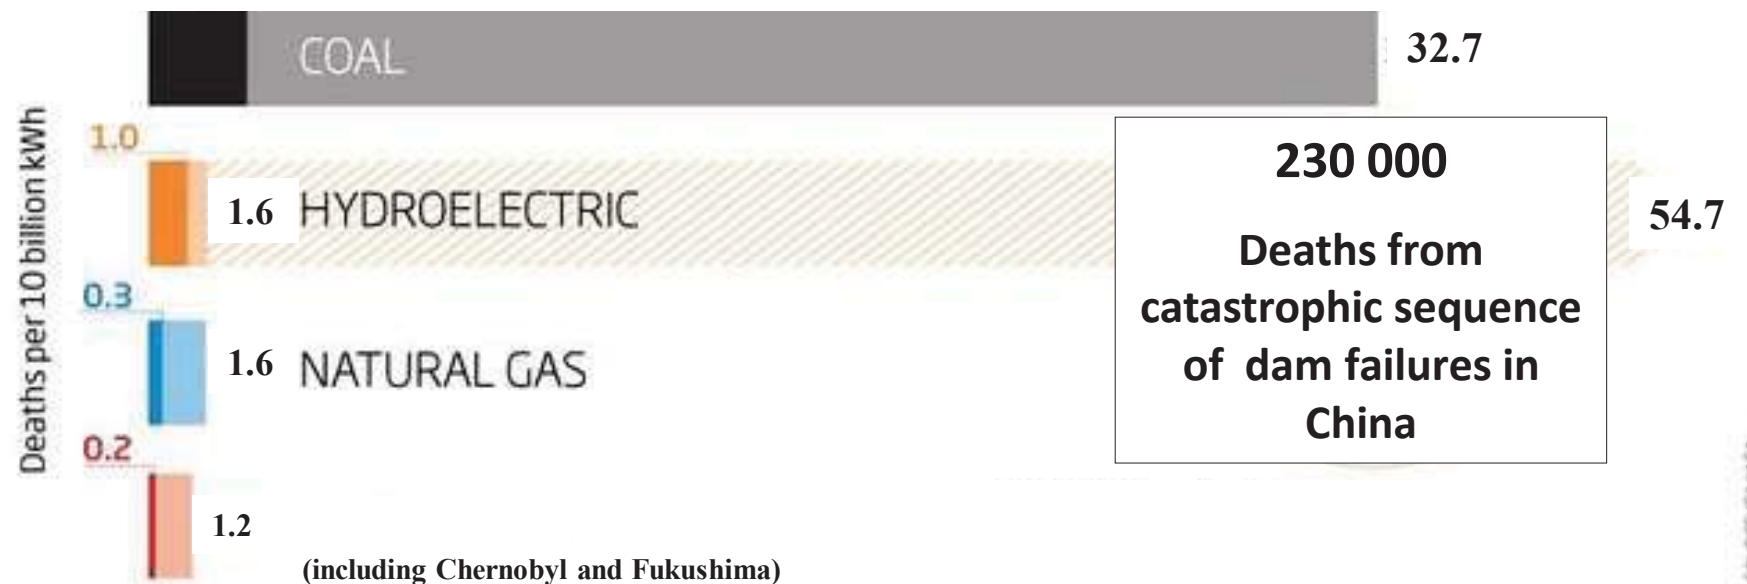 COAL
32.7
Deaths per 10 billion kWh
1.0
1.6 HYDROELECTRIC
54.7
230 000
Deaths from
catastrophic sequence
of dam failures in
China
0.3
1.6 NATURAL GAS
0.2
1.2
(including Chernobyl and Fukushima)